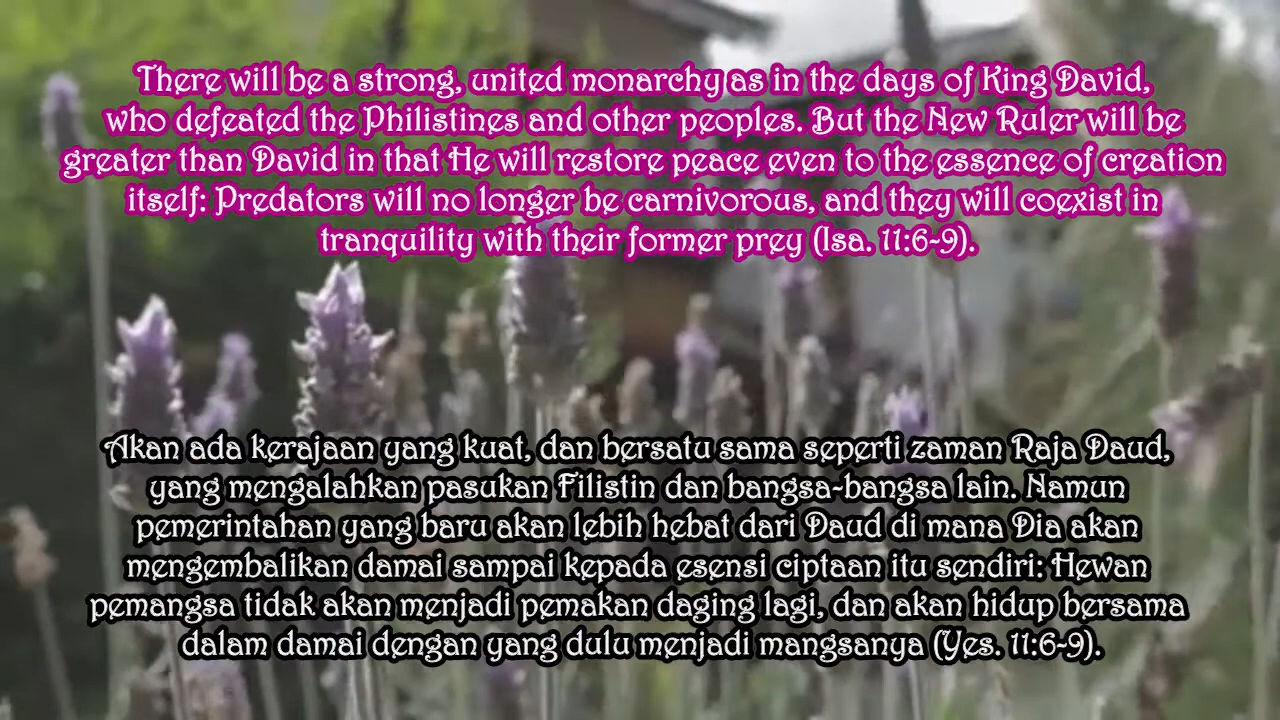 There will be a strong, united monarchy as in the days of King David,
who defeated the Philistines and other peoples. But the New Ruler will be
greater than David in that He will restore peace even to the essence of creation
itself: Predators will no longer be carnivorous, and they will coexist in
tranquility with their former prey (Isa. 11:6-9).
Akan ada kerajaan yang kuat, dan bersatu sama seperti zaman Raja Daud,
yang mengalahkan pasukan Filistin dan bangsa-bangsa lain. Namun
pemerintahan yang baru akan lebih hebat dari Daud di mana Dia akan
mengembalikan damai sampai kepada esensi ciptaan itu sendiri: Hewan
pemangsa tidak akan menjadi pemakan daging lagi, dan akan hidup bersama
dalam damai dengan yang dulu menjadi mangsanya (Yes. 11:6-9).